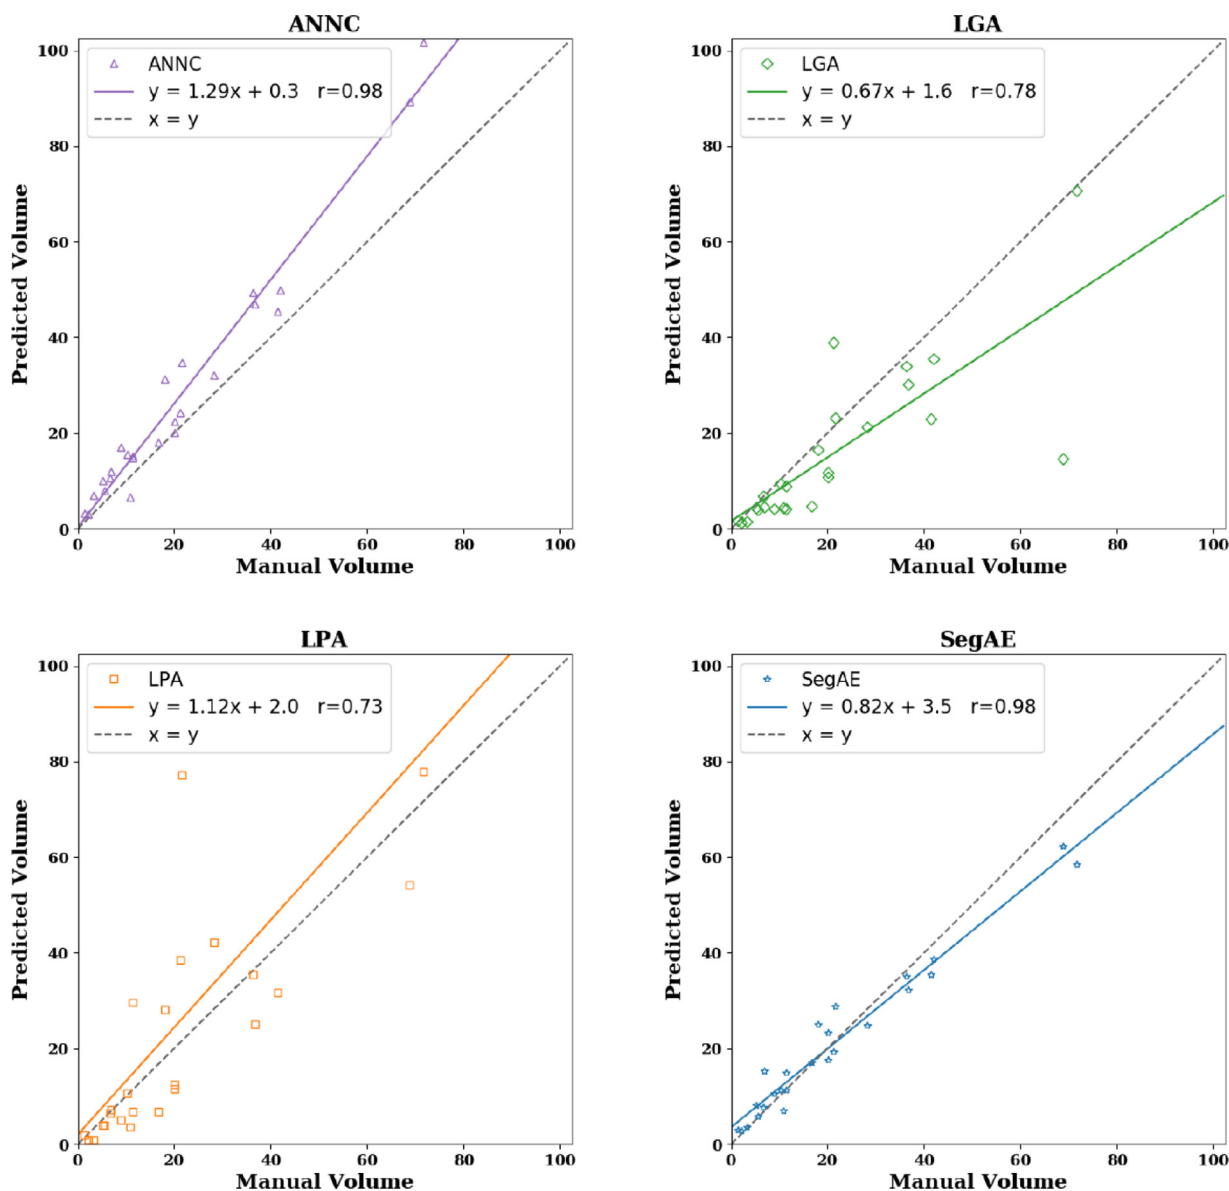 ANNC
ANNC
y = 1.29x + 0.3 r=0.98
x = y
100
80
60
40
20
0
Predicted Volume
0 20 40 60 80 100
Manual Volume
LGA
LGA
y = 0.67x + 1.6 r=0.78
x = y
100
80
60
40
20
0
Predicted Volume
0 20 40 60 80 100
Manual Volume
LPA
LPA
y = 1.12x + 2.0 r=0.73
x = y
100
80
60
40
20
0
Predicted Volume
0 20 40 60 80 100
Manual Volume
SegAE
SegAE
y = 0.82x + 3.5 r=0.98
x = y
100
80
60
40
20
0
Predicted Volume
0 20 40 60 80 100
Manual Volume